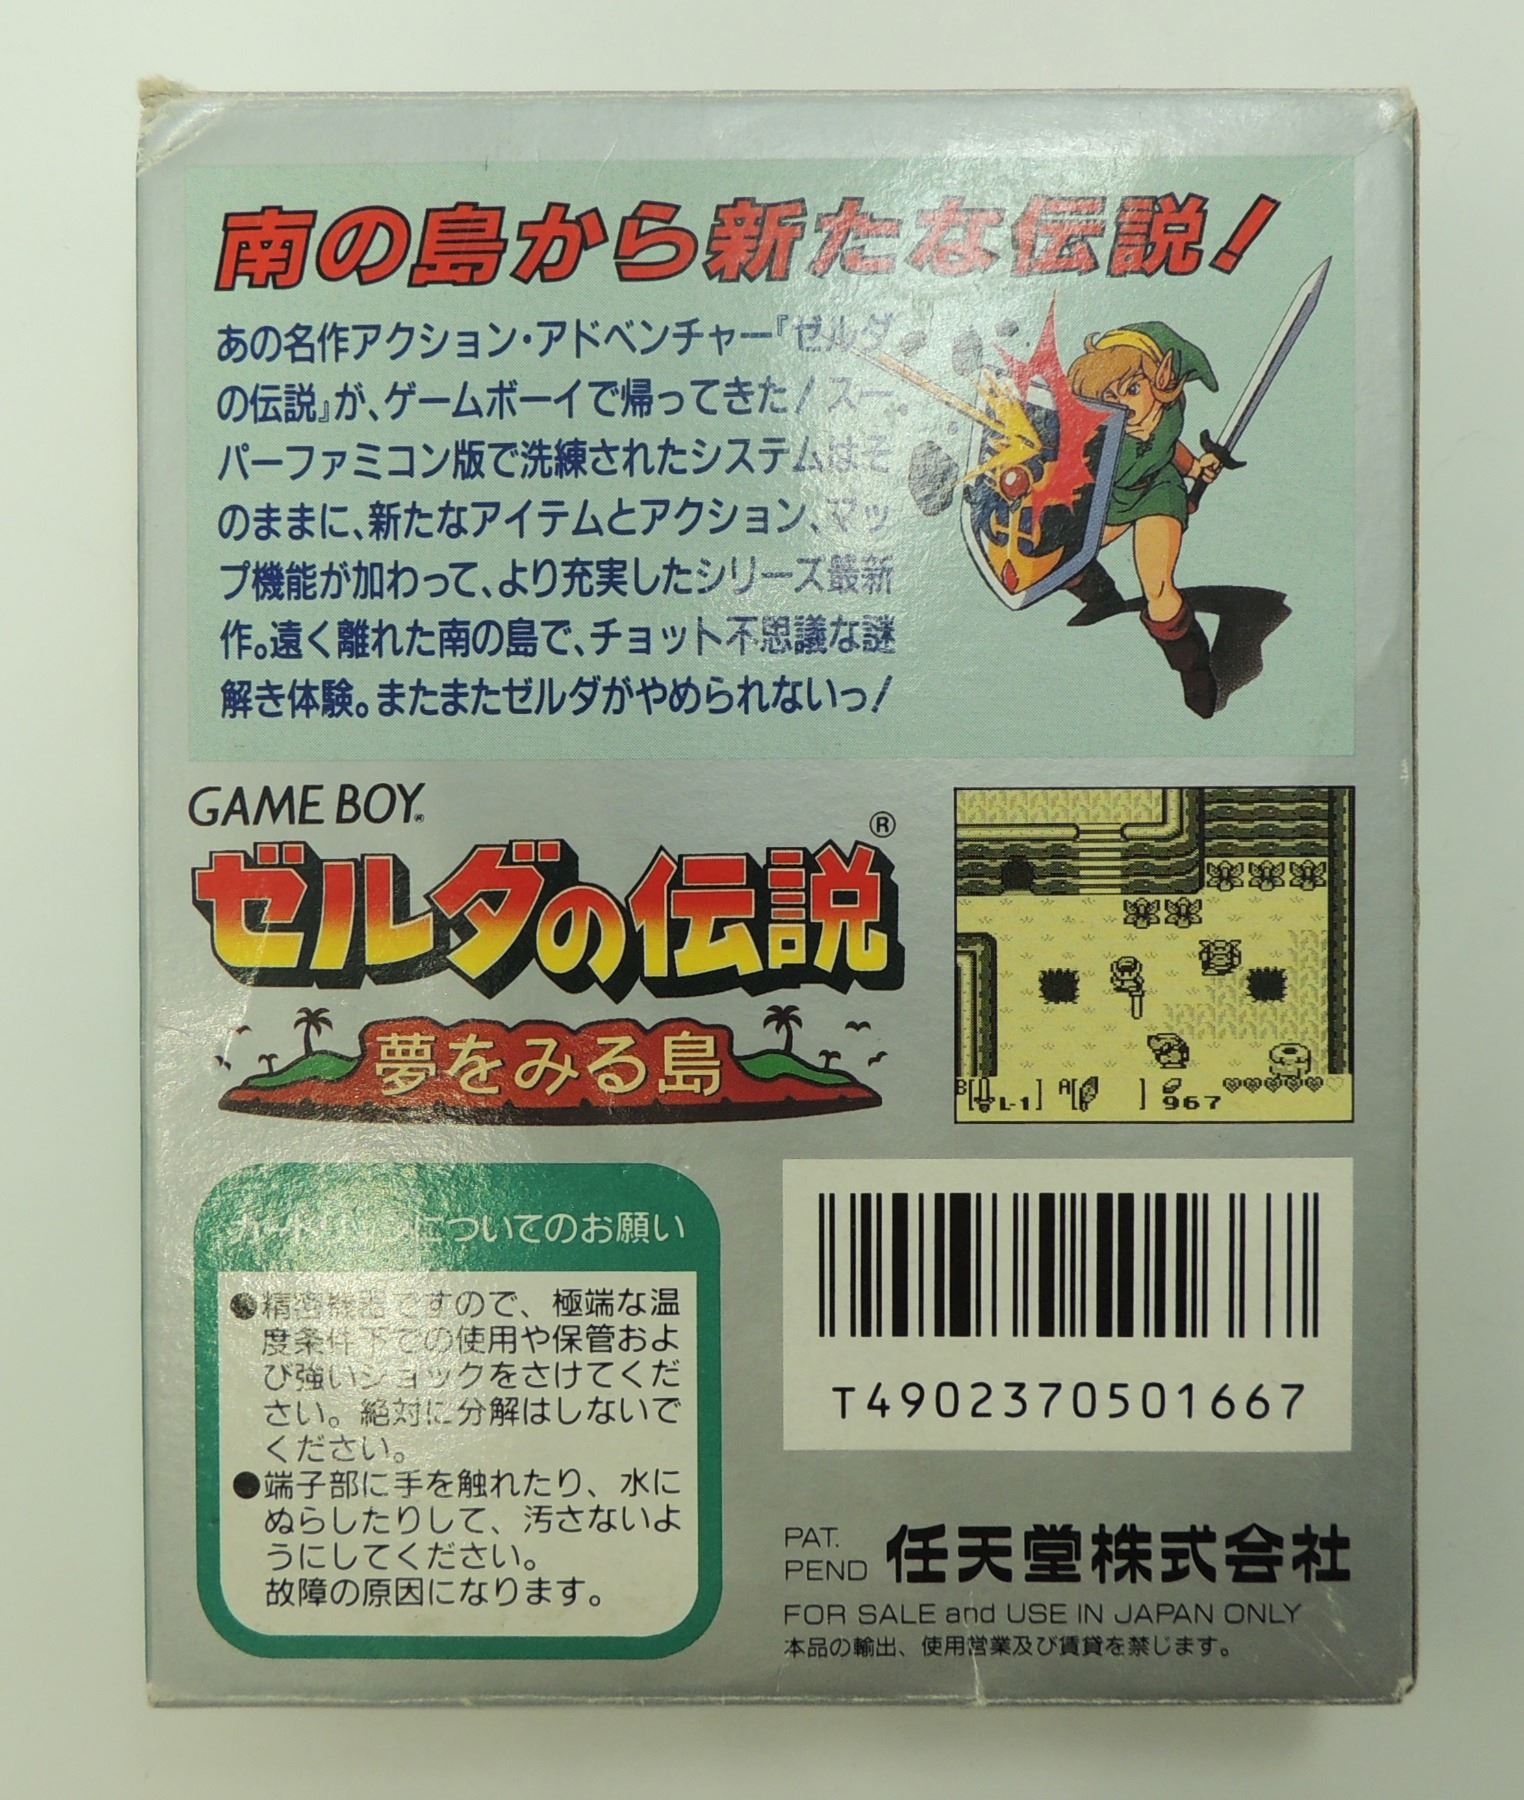 南の島から新たな伝説!
あの名作アクション・アドベンチャー『ゼルダ
の伝説』が、ゲームボーイで帰ってきた!スー
パーファミコン版で洗練されたシステムはそ
のままに、新たなアイテムとアクション、マッ
プ機能が加わって、より充実したシリーズ最新
作。遠く離れた南の島で、チョット不思議な謎
解き体験。またまたゼルダがやめられないっ!
GAME BOY®
ゼルダの伝説®
夢をみる島
B[ L-1] A[ ] 967
カートリッジについてのお願い
●精密機器ですので、極端な温
度条件下での使用や保管およ
び強いショックをさけてくだ
さい。絶対に分解はしないで
ください。
●端子部に手を触れたり、水に
ぬらしたりして、汚さないよ
うにしてください。
故障の原因になります。
T4902370501667
PAT.
PEND 任天堂株式会社
FOR SALE and USE IN JAPAN ONLY
本品の輸出、使用営業及び賃貸を禁じます。